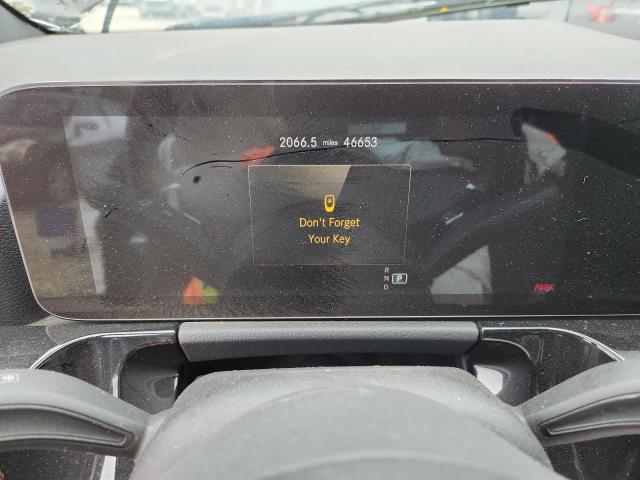 2066.5 miles 46653
Don't Forget
Your Key
R
N P
D
PARK